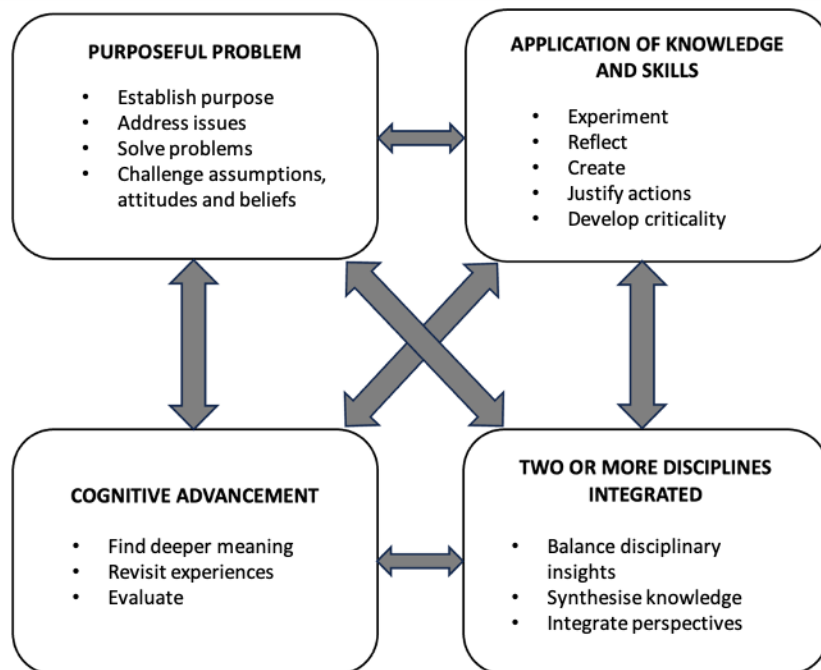 PURPOSEFUL PROBLEM
• Establish purpose
• Address issues
• Solve problems
• Challenge assumptions,
attitudes and beliefs
APPLICATION OF KNOWLEDGE
AND SKILLS
• Experiment
• Reflect
• Create
• Justify actions
• Develop criticality
COGNITIVE ADVANCEMENT
• Find deeper meaning
• Revisit experiences
• Evaluate
TWO OR MORE DISCIPLINES
INTEGRATED
• Balance disciplinary
insights
• Synthesise knowledge
• Integrate perspectives